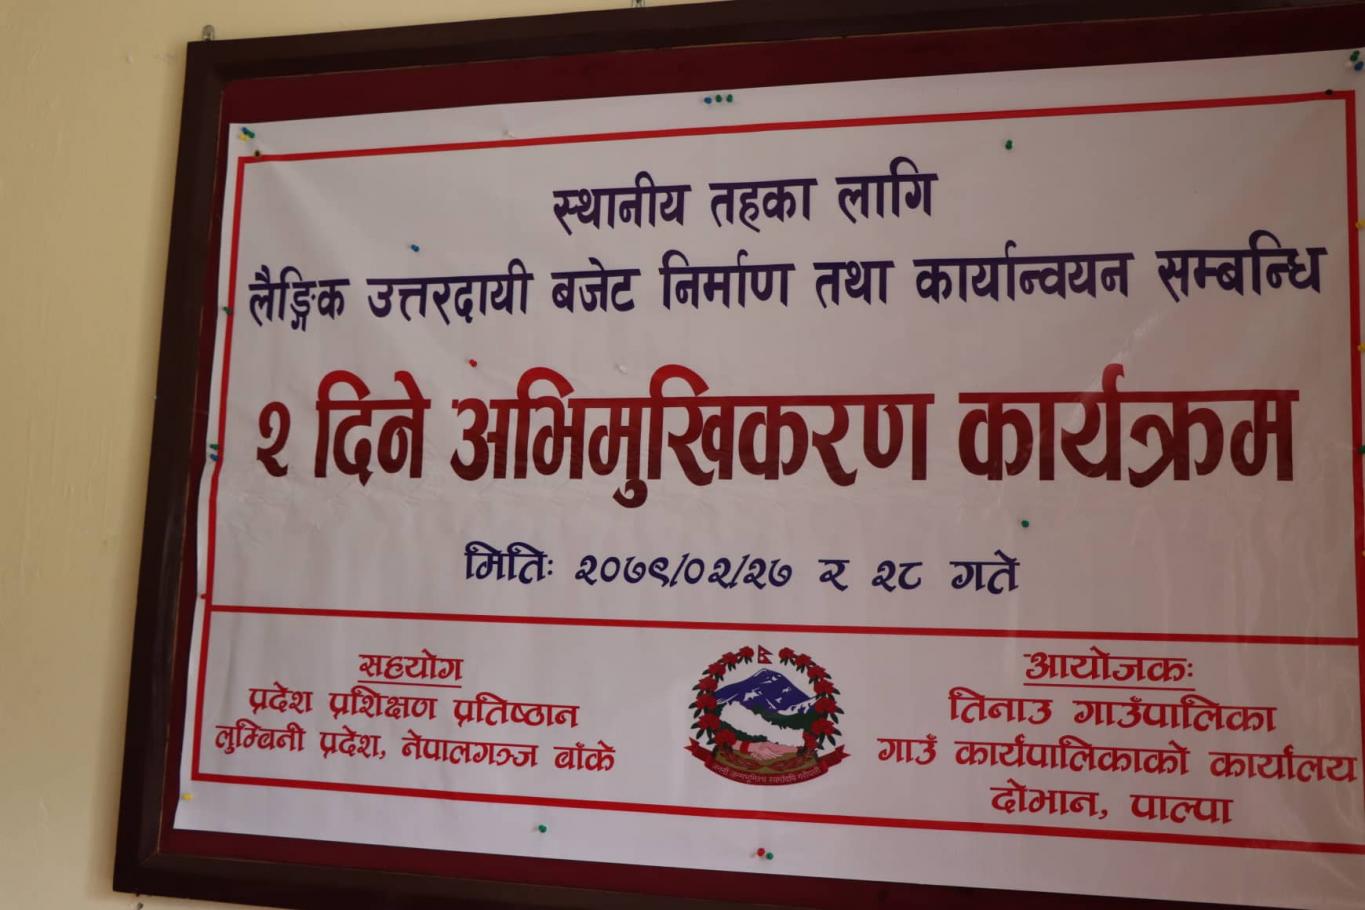 स्थानीय तहका लागि
लैङ्गिक उत्तरदायी बजेट निर्माण तथा कार्यान्वयन सम्बन्धि
२ दिने अभिमुखिकरण कार्यक्रम
मितिः २०७९/०२/२७ र २८ गते
सहयोग
प्रदेश प्रशिक्षण प्रतिष्ठान
लुम्बिनी प्रदेश, नेपालगञ्ज बाँके
आयोजकः
तिनाउ गाउँपालिका
गाउँ कार्यपालिकाको कार्यालय
दोभान, पाल्पा